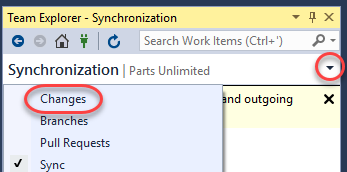 Team Explorer - Synchronization
Search Work Items (Ctrl+')
Synchronization | Parts Unlimited
Changes
and outgoing
Branches
Pull Requests
Sync